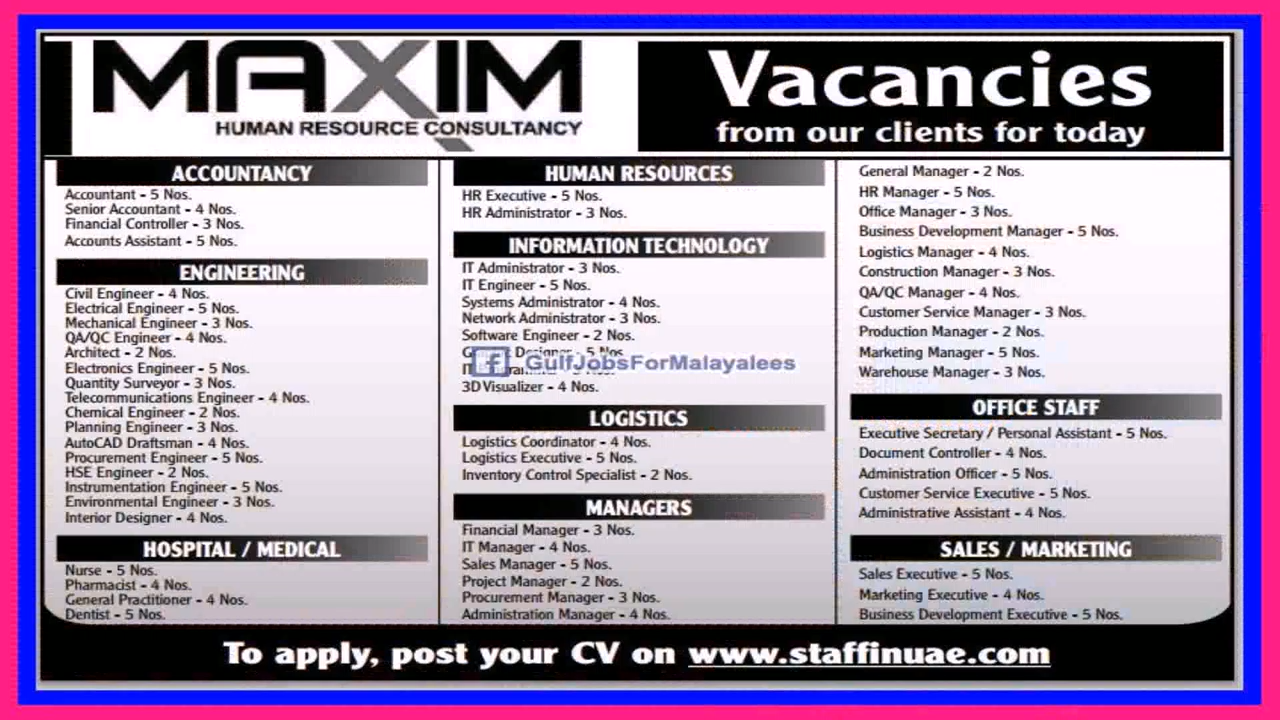 MAXIM
HUMAN RESOURCE CONSULTANCY
Vacancies
from our clients for today
ACCOUNTANCY
Accountant - 5 Nos.
Senior Accountant - 4 Nos.
Financial Controller - 3 Nos.
Accounts Assistant - 5 Nos.
ENGINEERING
Civil Engineer - 4 Nos.
Electrical Engineer - 5 Nos.
Mechanical Engineer - 3 Nos.
QA/QC Engineer - 4 Nos.
Architect - 2 Nos.
Electronics Engineer - 5 Nos.
Quantity Surveyor - 3 Nos.
Telecommunications Engineer - 4 Nos.
Chemical Engineer - 2 Nos.
Planning Engineer - 3 Nos.
AutoCAD Draftsman - 4 Nos.
Procurement Engineer - 5 Nos.
HSE Engineer - 2 Nos.
Instrumentation Engineer - 5 Nos.
Environmental Engineer - 3 Nos.
Interior Designer - 4 Nos.
HOSPITAL / MEDICAL
Nurse - 5 Nos.
Pharmacist - 4 Nos.
General Practitioner - 4 Nos.
Dentist - 5 Nos.
HUMAN RESOURCES
HR Executive - 5 Nos.
HR Administrator - 3 Nos.
INFORMATION TECHNOLOGY
IT Administrator - 3 Nos.
IT Engineer - 5 Nos.
Systems Administrator - 4 Nos.
Network Administrator - 3 Nos.
Software Engineer - 2 Nos.
Designer - 5 Nos.
GulfJobsForMalayalees
IT
3D Visualizer - 4 Nos.
LOGISTICS
Logistics Coordinator - 4 Nos.
Logistics Executive - 5 Nos.
Inventory Control Specialist - 2 Nos.
MANAGERS
Financial Manager - 3 Nos.
IT Manager - 4 Nos.
Sales Manager - 5 Nos.
Project Manager - 2 Nos.
Procurement Manager - 3 Nos.
Administration Manager - 4 Nos.
General Manager - 2 Nos.
HR Manager - 5 Nos.
Office Manager - 3 Nos.
Business Development Manager - 5 Nos.
Logistics Manager - 4 Nos.
Construction Manager - 3 Nos.
QA/QC Manager - 4 Nos.
Customer Service Manager - 3 Nos.
Production Manager - 2 Nos.
Marketing Manager - 5 Nos.
Warehouse Manager - 3 Nos.
OFFICE STAFF
Executive Secretary / Personal Assistant - 5 Nos.
Document Controller - 4 Nos.
Administration Officer - 5 Nos.
Customer Service Executive - 5 Nos.
Administrative Assistant - 4 Nos.
SALES / MARKETING
Sales Executive - 5 Nos.
Marketing Executive - 4 Nos.
Business Development Executive - 5 Nos.
To apply, post your CV on www.staffinuae.com